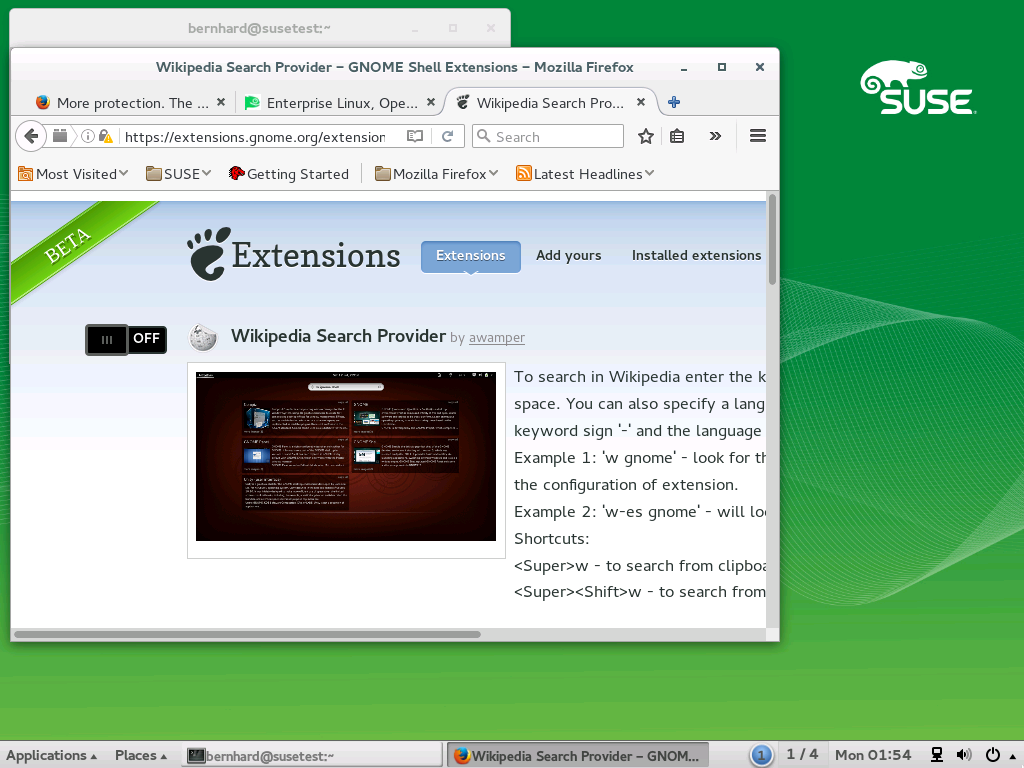 bernhard@susetest:~
Wikipedia Search Provider – GNOME Shell Extensions – Mozilla Firefox
More protection. The ...
Enterprise Linux, Ope...
Wikipedia Search Pro...
https://extensions.gnome.org/extension
Search
Most Visited
SUSE
Getting Started
Mozilla Firefox
Latest Headlines
SUSE
BETA
Extensions
Extensions
Add yours
Installed extensions
OFF
Wikipedia Search Provider by awamper
To search in Wikipedia enter the k
space. You can also specify a lang
keyword sign '-' and the language
Example 1: 'w gnome' - look for th
the configuration of extension.
Example 2: 'w-es gnome' - will loo
Shortcuts:
<Super>w - to search from clipboa
<Super><Shift>w - to search from
Applications
Places
bernhard@susetest:~
Wikipedia Search Provider – GNOM...
1
1 / 4
Mon 01:54